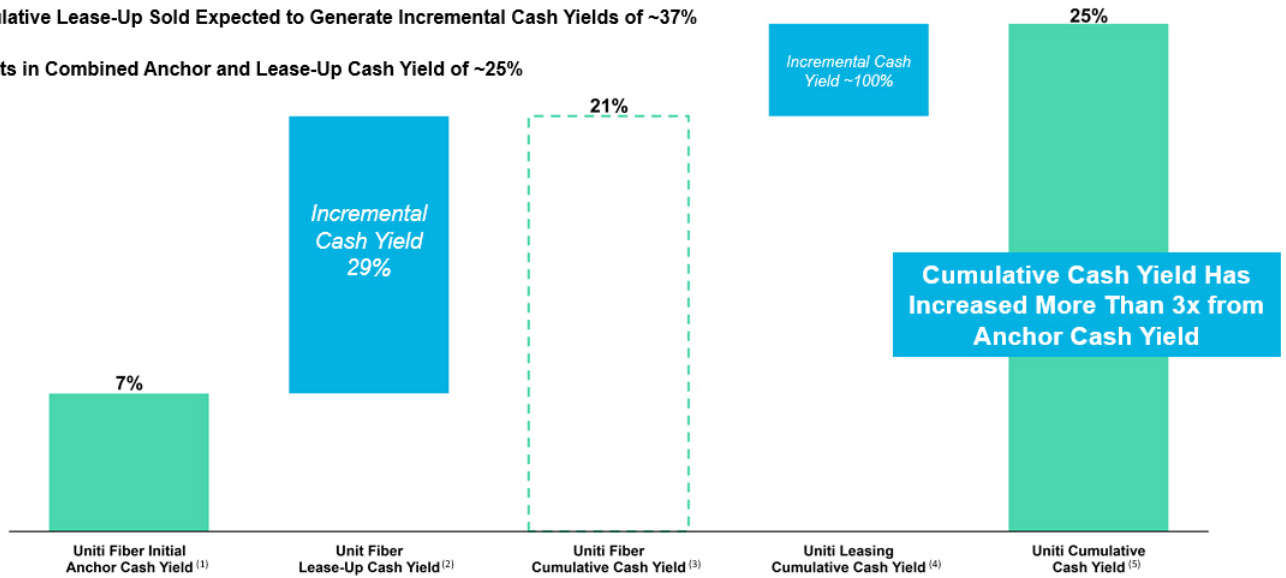 ulative Lease-Up Sold Expected to Generate Incremental Cash Yields of ~37%
ts in Combined Anchor and Lease-Up Cash Yield of ~25%
25%
Incremental Cash
Yield ~100%
21%
Incremental
Cash Yield
29%
Cumulative Cash Yield Has
Increased More Than 3x from
Anchor Cash Yield
7%
Uniti Fiber Initial
Anchor Cash Yield (1)
Unit Fiber
Lease-Up Cash Yield (2)
Uniti Fiber
Cumulative Cash Yield (3)
Uniti Leasing
Cumulative Cash Yield (4)
Uniti Cumulative
Cash Yield (5)